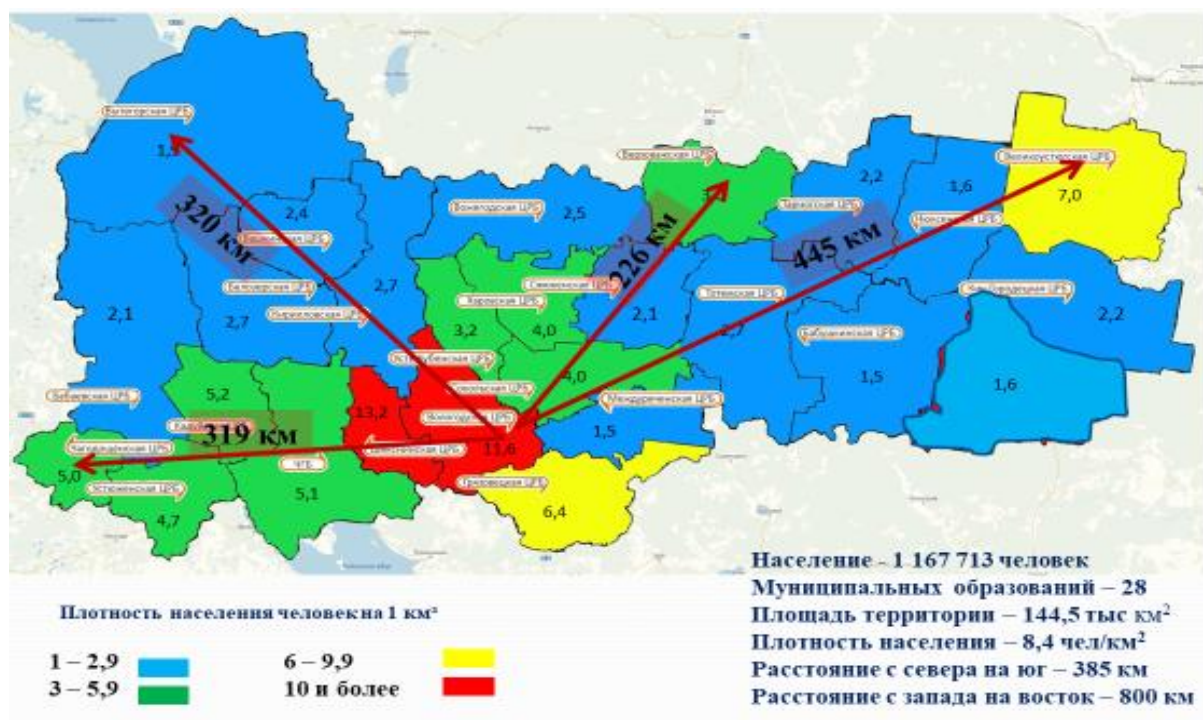 Вытегорская ЦРБ
Великоустюгская ЦРБ
Верховажская ЦРБ
2,2
1,6
7,0
320 км
2,4
Вожегодская ЦРБ
2,5
226 км
Тарногская ЦРБ
445 км
Нюксенская ЦРБ
Белозерская ЦРБ
2,7
Сямженская ЦРБ
Тотемская ЦРБ
2,1
2,7
Кирилловская ЦРБ
Харовская ЦРБ
3,2
4,0
2,1
2,7
Бабушкинская ЦРБ
2,2
Усть-Кубинская ЦРБ
Сокольская ЦРБ
4,0
1,5
1,6
Бабаевская ЦРБ
5,2
13,2
Вологодская ЦРБ
Междуреченская ЦРБ
1,5
319 км
11,6
5,0
ЧГБ
Устюженская ЦРБ
5,1
Грязовецкая ЦРБ
4,7
6,4
Плотность населения человек на 1 км²
1 – 2,9
6 – 9,9
3 – 5,9
10 и более
Население - 1 167 713 человек
Муниципальных образований – 28
Площадь территории – 144,5 тыс км²
Плотность населения – 8,4 чел/км²
Расстояние с севера на юг – 385 км
Расстояние с запада на восток – 800 км